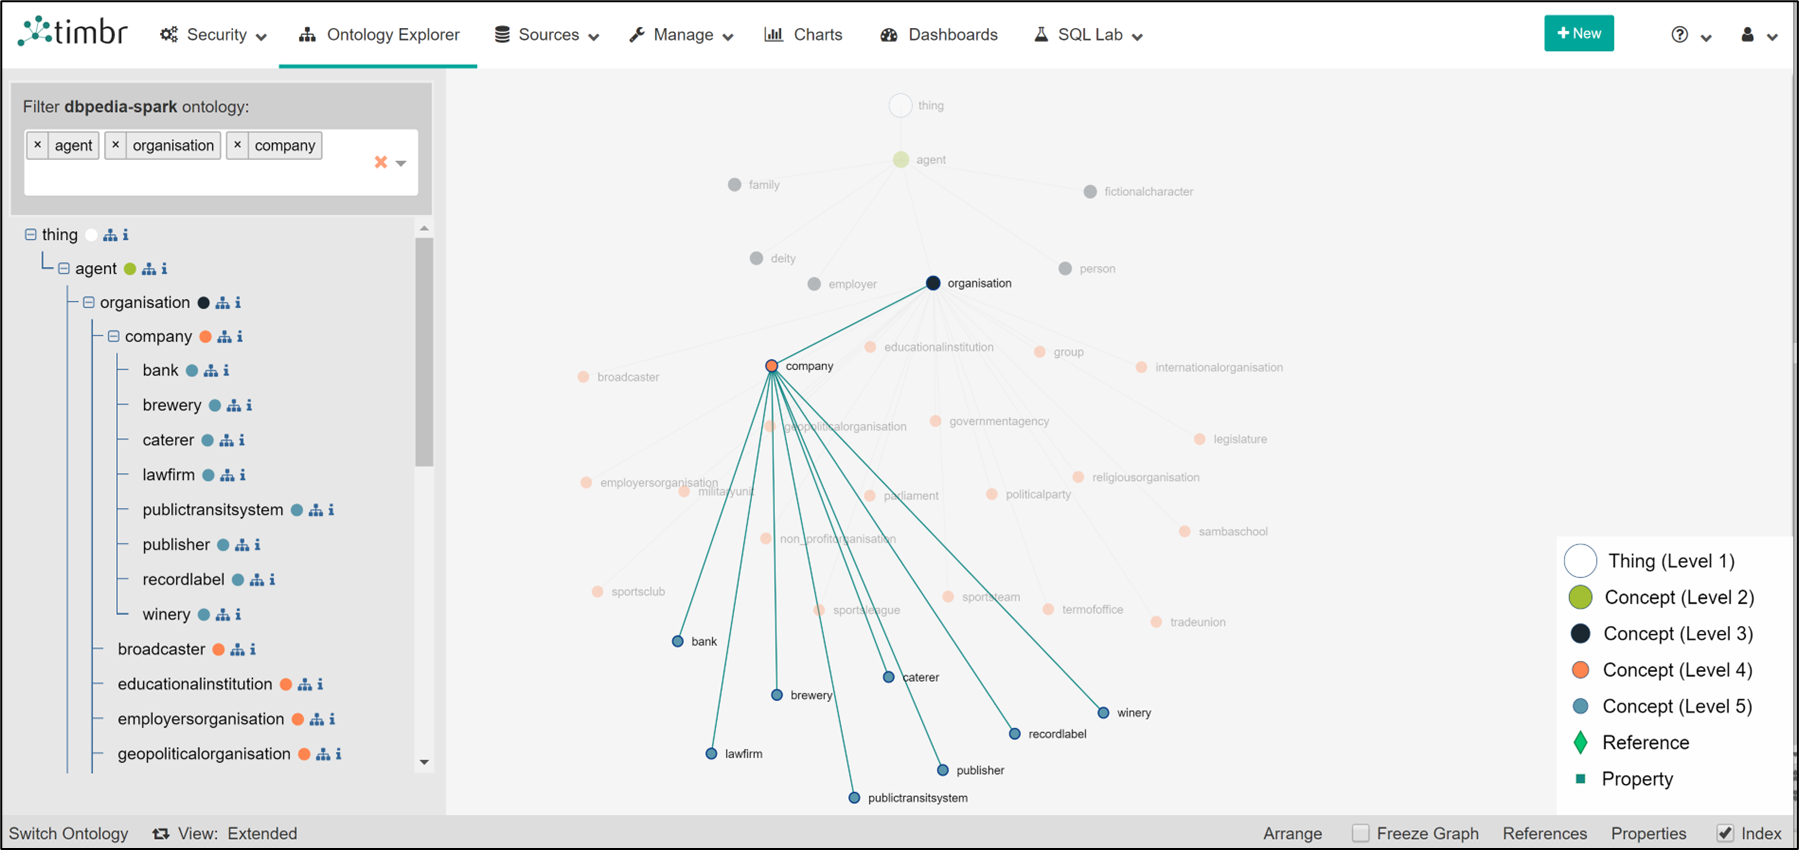 timbr
Security
Ontology Explorer
Sources
Manage
Charts
Dashboards
SQL Lab
+ New
Filter dbpedia-spark ontology:
× agent × organisation × company
thing
agent
organisation
company
bank
brewery
caterer
lawfirm
publictransitsystem
publisher
recordlabel
winery
broadcaster
educationalinstitution
employersorganisation
geopoliticalorganisation
thing
agent
family
fictionalcharacter
deity
person
employer
organisation
educationalinstitution
group
company
internationalorganisation
broadcaster
governmentagency
geopoliticalorganisation
legislature
religiousorganisation
employersorganisation
militaryunit
parliament
politicalparty
sambaschool
non_profitorganisation
sportsclub
sportsteam
sportsleague
termofoffice
tradeunion
bank
caterer
brewery
winery
recordlabel
lawfirm
publisher
publictransitsystem
Thing (Level 1)
Concept (Level 2)
Concept (Level 3)
Concept (Level 4)
Concept (Level 5)
Reference
Property
Switch Ontology
View: Extended
Arrange
Freeze Graph
References
Properties
Index